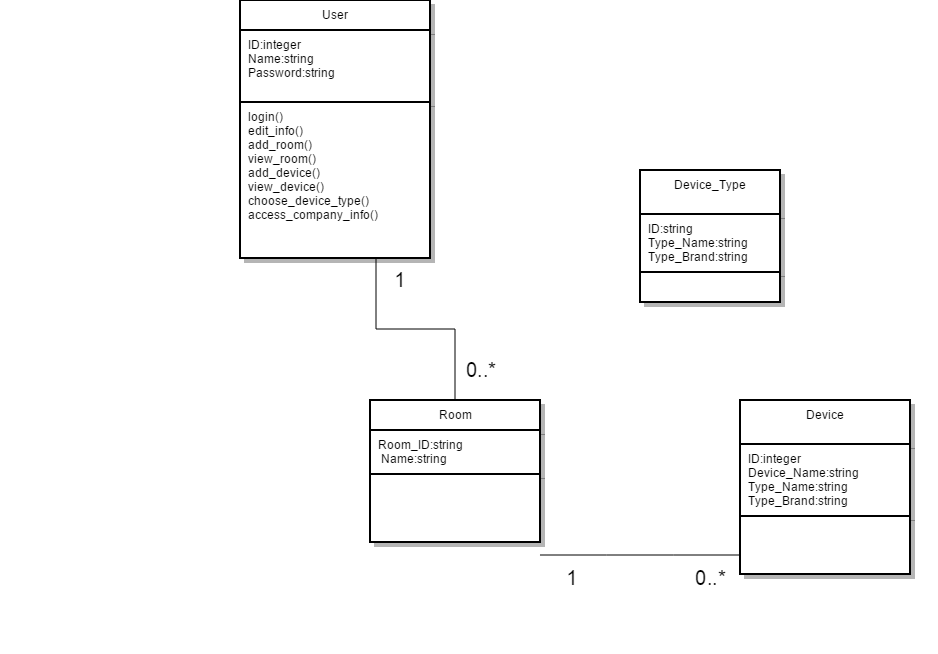 User
ID:integer
Name:string
Password:string
login()
edit_info()
add_room()
view_room()
add_device()
view_device()
choose_device_type()
access_company_info()
Device_Type
ID:string
Type_Name:string
Type_Brand:string
1
0..*
Room
Room_ID:string
Name:string
Device
ID:integer
Device_Name:string
Type_Name:string
Type_Brand:string
1
0..*